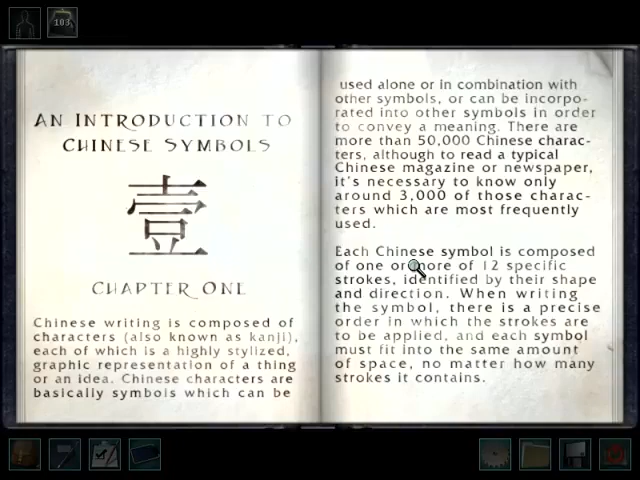 103
AN INTRODUCTION TO
CHINESE SYMBOLS
壹
CHAPTER ONE
Chinese writing is composed of
characters (also known as kanji),
each of which is a highly stylized,
graphic representation of a thing
or an idea. Chinese characters are
basically symbols which can be
used alone or in combination with
other symbols, or can be incorpo-
rated into other symbols in order
to convey a meaning. There are
more than 50,000 Chinese charac-
ters, although to read a typical
Chinese magazine or newspaper,
it's necessary to know only
around 3,000 of those charac-
ters which are most frequently
used.
Each Chinese symbol is composed
of one or more of 12 specific
strokes, identified by their shape
and direction. When writing
the symbol, there is a precise
order in which the strokes are
to be applied, and each symbol
must fit into the same amount
of space, no matter how many
strokes it contains.